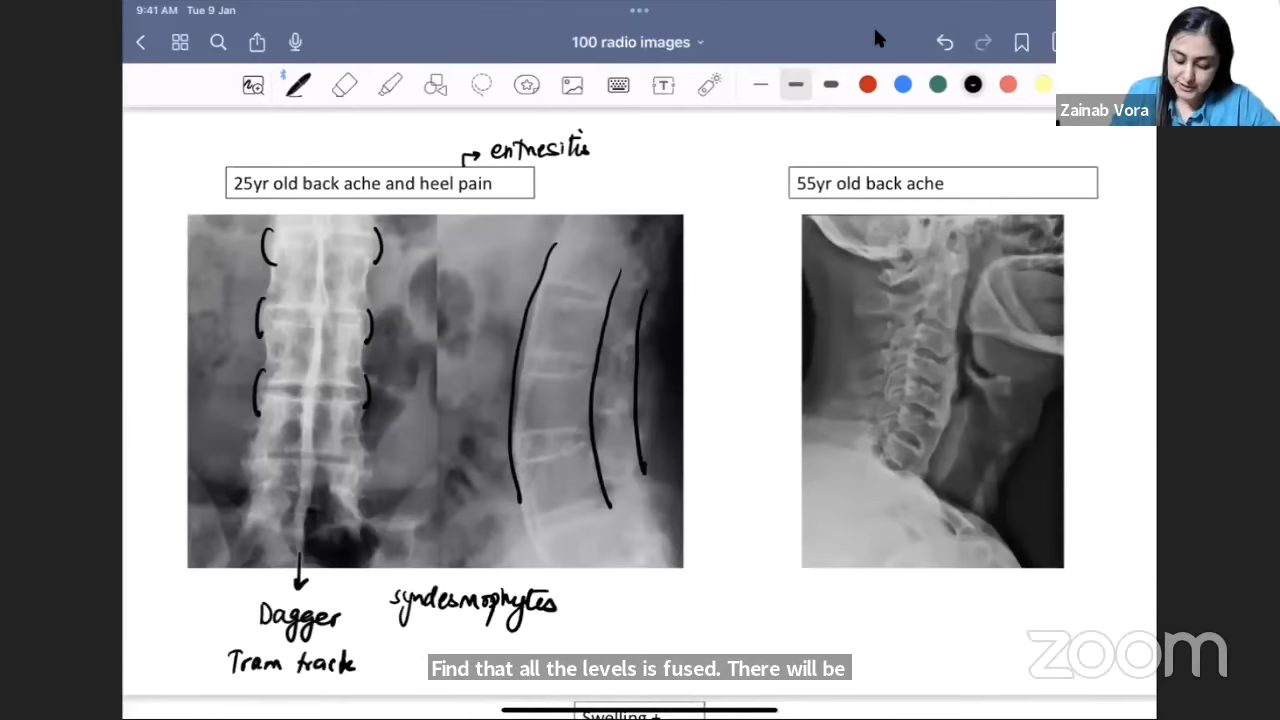 9:41 AM Tue 9 Jan
100 radio images
Zainab Vora
entnesitis
25yr old back ache and heel pain
55yr old back ache
Dagger
syndesmophytes
Tram track
Find that all the levels is fused. There will be
zoom
Swelling +